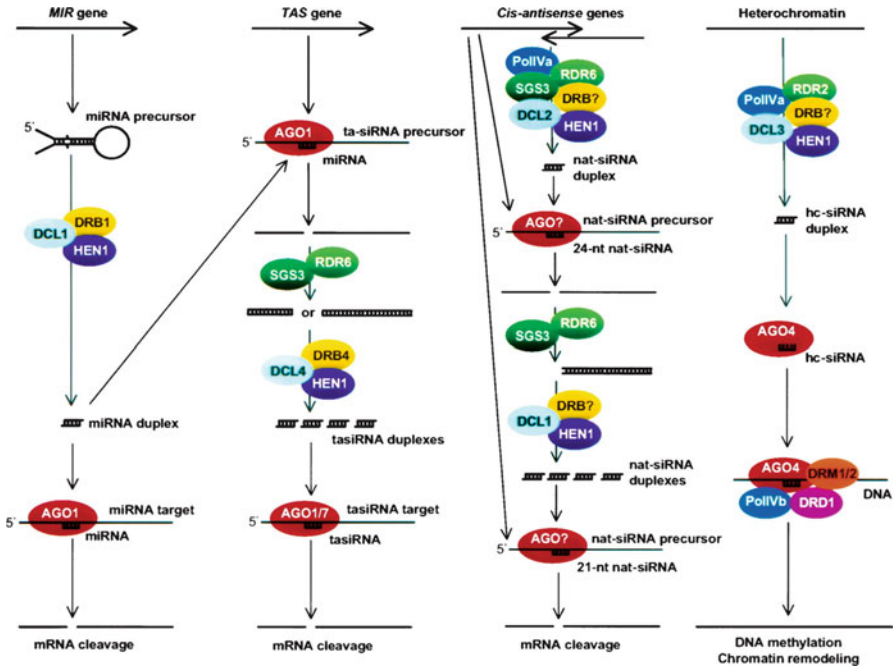 MIR gene
5´
miRNA precursor
DCL1
DRB1
HEN1
miRNA duplex
AGO1
5´
miRNA target
miRNA
mRNA cleavage
TAS gene
AGO1
5´
ta-siRNA precursor
miRNA
SGS3
RDR6
or
DCL4
DRB4
HEN1
tasiRNA duplexes
AGO1/7
5´
tasiRNA target
tasiRNA
mRNA cleavage
Cis-antisense genes
PolIVa
SGS3
RDR6
DRB?
DCL2
HEN1
nat-siRNA
duplex
AGO?
5´
nat-siRNA precursor
24-nt nat-siRNA
SGS3
RDR6
DCL1
DRB?
HEN1
nat-siRNA
duplexes
AGO?
5´
nat-siRNA precursor
21-nt nat-siRNA
mRNA cleavage
Heterochromatin
PolIVa
RDR2
DRB?
DCL3
HEN1
hc-siRNA
duplex
AGO4
hc-siRNA
AGO4
DRM1/2
DNA
PolIVb
DRD1
DNA methylation
Chromatin remodeling